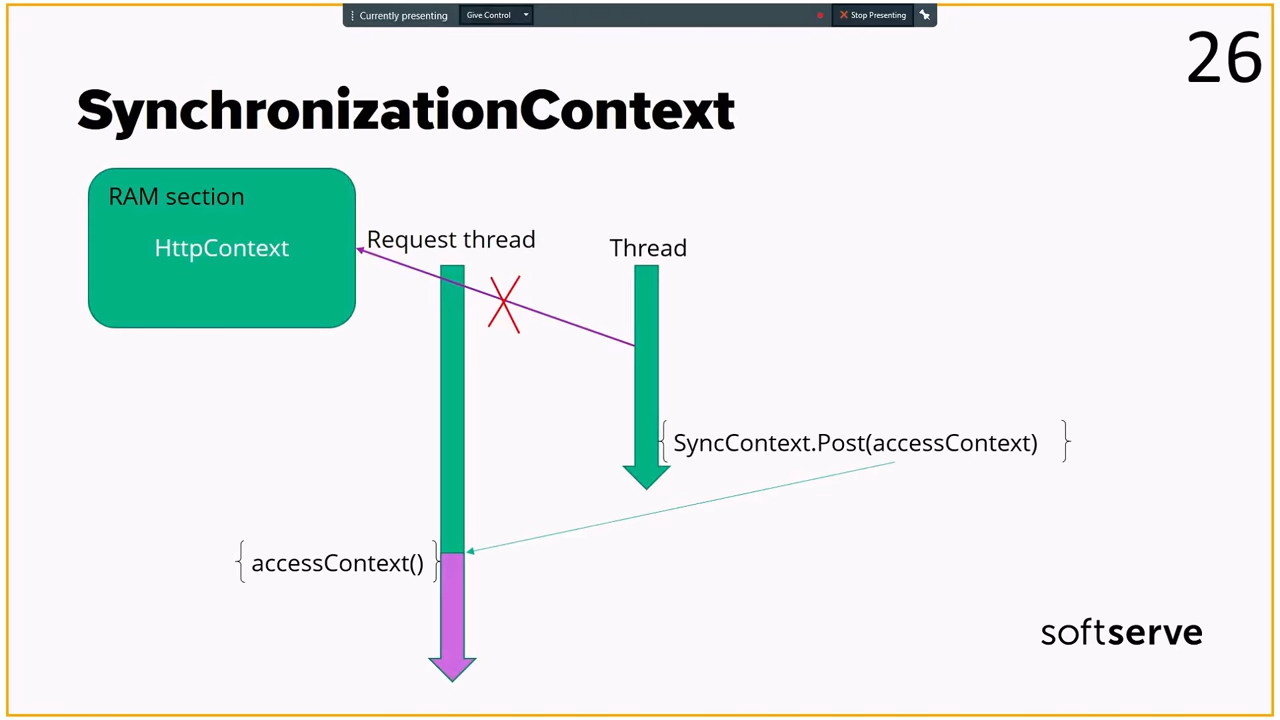 Currently presenting
Give Control
Stop Presenting
26
SynchronizationContext
RAM section
HttpContext
Request thread
Thread
SyncContext.Post(accessContext)
accessContext()
softserve